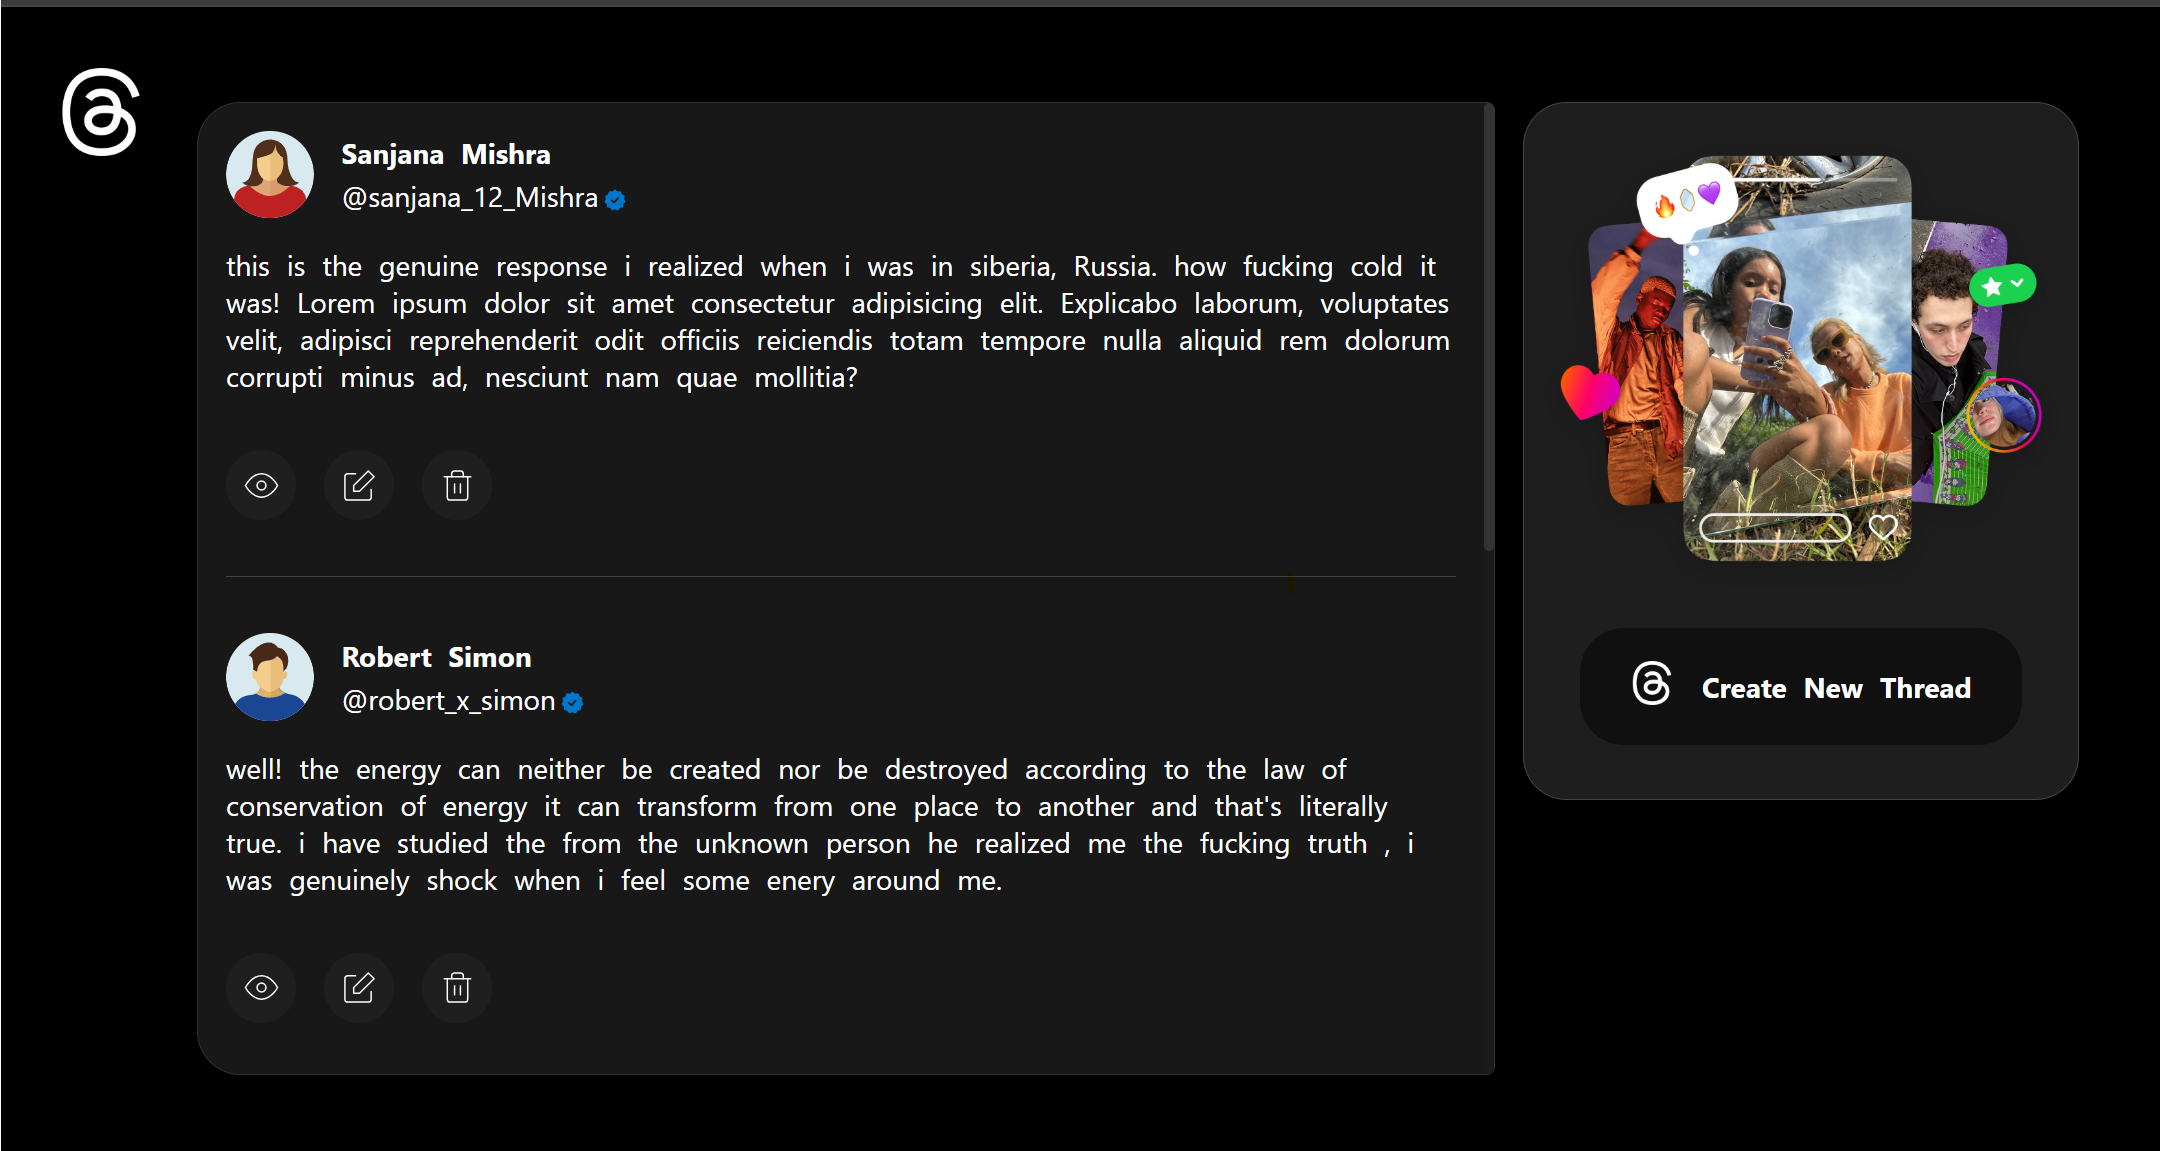 Sanjana Mishra
@sanjana_12_Mishra
this is the genuine response i realized when i was in siberia, Russia. how fucking cold it
was! Lorem ipsum dolor sit amet consectetur adipisicing elit. Explicabo laborum, voluptates
velit, adipisci reprehenderit odit officiis reiciendis totam tempore nulla aliquid rem dolorum
corrupti minus ad, nesciunt nam quae mollitia?
Robert Simon
@robert_x_simon
well! the energy can neither be created nor be destroyed according to the law of
conservation of energy it can transform from one place to another and that's literally
true. i have studied the from the unknown person he realized me the fucking truth , i
was genuinely shock when i feel some enery around me.
Create New Thread